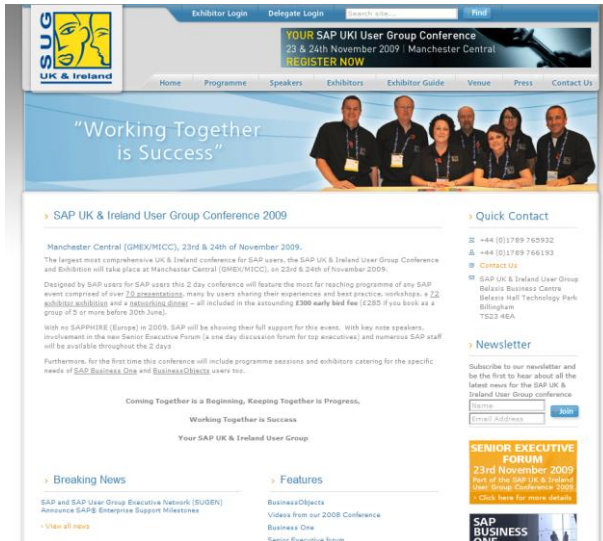 SUG
UK & Ireland
Exhibitor Login
Delegate Login
Search site...
Find
YOUR SAP UKI User Group Conference
23 & 24th November 2009 | Manchester Central
REGISTER NOW
Home
Programme
Speakers
Exhibitors
Exhibitor Guide
Venue
Press
Contact Us
"Working Together
is Success"
› SAP UK & Ireland User Group Conference 2009
Manchester Central (GMEX/MICC), 23rd & 24th of November 2009.
The largest most comprehensive UK & Ireland conference for SAP users, the SAP UK & Ireland User Group Conference
and Exhibition will take place at Manchester Central (GMEX/MICC), on 23rd & 24th of November 2009.
Designed by SAP users for SAP users this 2 day conference will feature the most far reaching programme of any SAP
event comprised of over 70 presentations, many by users sharing their experiences and best practice, workshops, a 72
exhibitor exhibition and a networking dinner – all included in the astounding £300 early bird fee (£285 if you book as a
group of 5 or more before 30th June).
With no SAPPHIRE (Europe) in 2009, SAP will be showing their full support for this event. With key note speakers,
involvement in the new Senior Executive Forum (a one day discussion forum for top executives) and numerous SAP staff
will be available throughout the 2 days
Furthermore, for the first time this conference will include programme sessions and exhibitors catering for the specific
needs of SAP Business One and BusinessObjects users too.
Coming Together is a Beginning, Keeping Together is Progress,
Working Together is Success
Your SAP UK & Ireland User Group
› Breaking News
SAP and SAP User Group Executive Network (SUGEN)
Announce SAP® Enterprise Support Milestones
› View all news
› Features
BusinessObjects
Videos from our 2008 Conference
Business One
Senior Executive forum
› Quick Contact
+44 (0)1789 765932
+44 (0)1789 766193
Contact Us
SAP UK & Ireland User Group
Belasis Business Centre
Belasis Hall Technology Park
Billingham
TS23 4EA
› Newsletter
Subscribe to our newsletter and
be the first to hear about all the
latest news for the SAP UK &
Ireland User Group conference
Name
Email Address
Join
SENIOR EXECUTIVE
FORUM
23rd November 2009
Part of the SAP UK & Ireland
User Group Conference 2009
› Click here for more details
SAP
BUSINESS
ONE